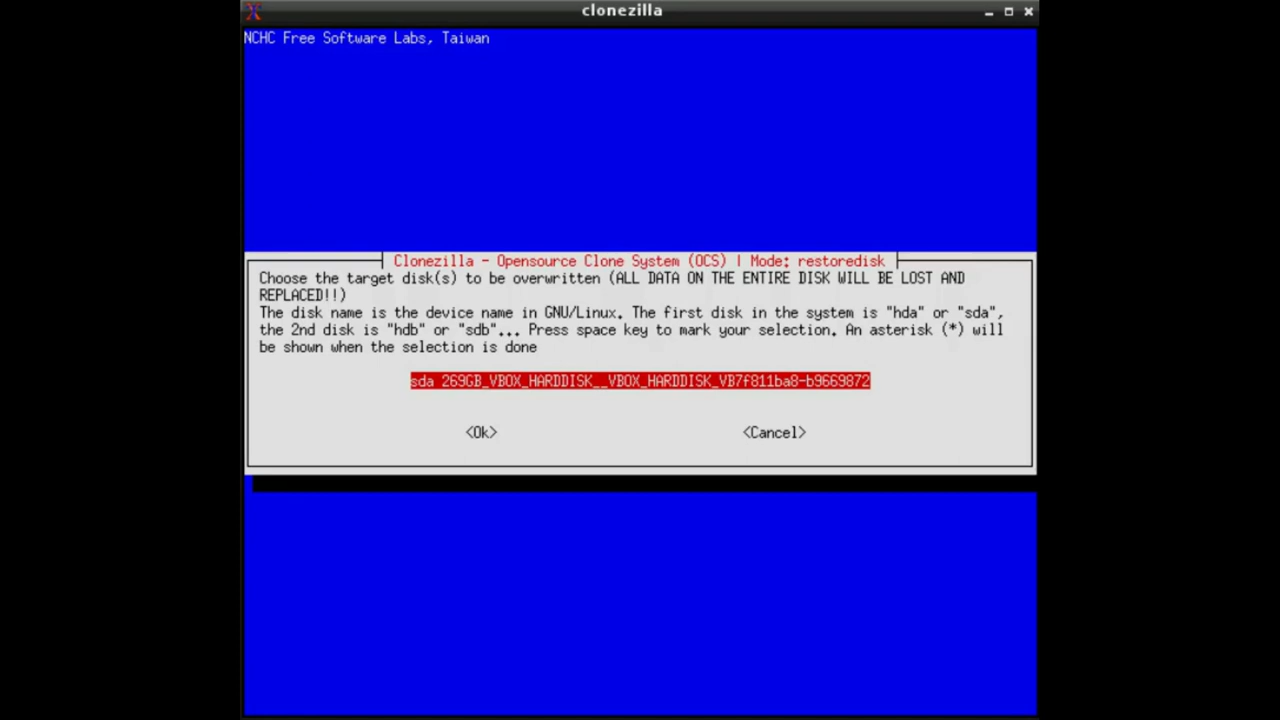 clonezilla
NCHC Free Software Labs, Taiwan
Clonezilla - Opensource Clone System (OCS) | Mode: restoredisk
Choose the target disk(s) to be overwritten (ALL DATA ON THE ENTIRE DISK WILL BE LOST AND
REPLACED!!)
The disk name is the device name in GNU/Linux. The first disk in the system is "hda" or "sda",
the 2nd disk is "hdb" or "sdb"... Press space key to mark your selection. An asterisk (*) will
be shown when the selection is done
sda 269GB_VBOX_HARDDISK__VBOX_HARDDISK_VB7f811ba8-b9669872
<Ok> <Cancel>